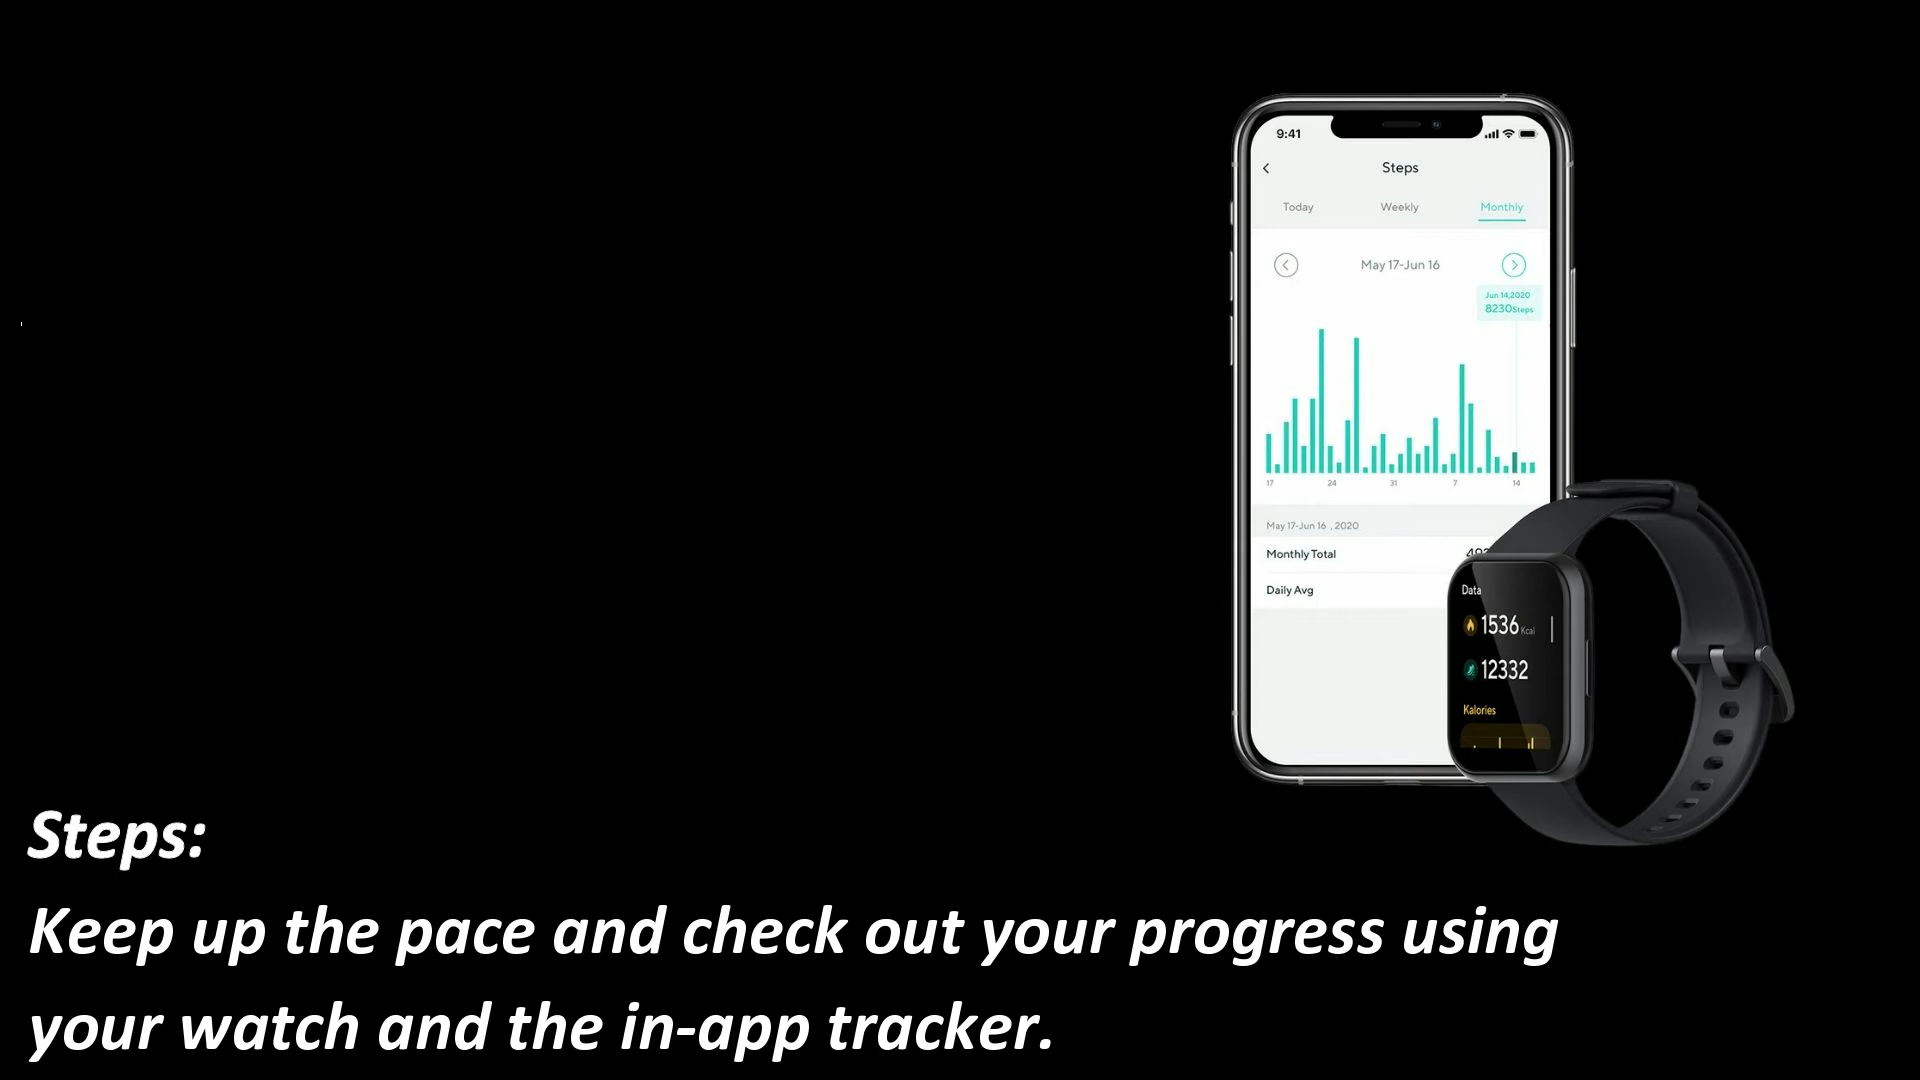 9:41
Steps
Today Weekly Monthly
May 17-Jun 16
Jun 14,2020
8230Steps
17 24 31 7 14
May 17-Jun 16 , 2020
Monthly Total
Daily Avg
Data
1536 Kcal
12332
Kalories
Steps:
Keep up the pace and check out your progress using
your watch and the in-app tracker.